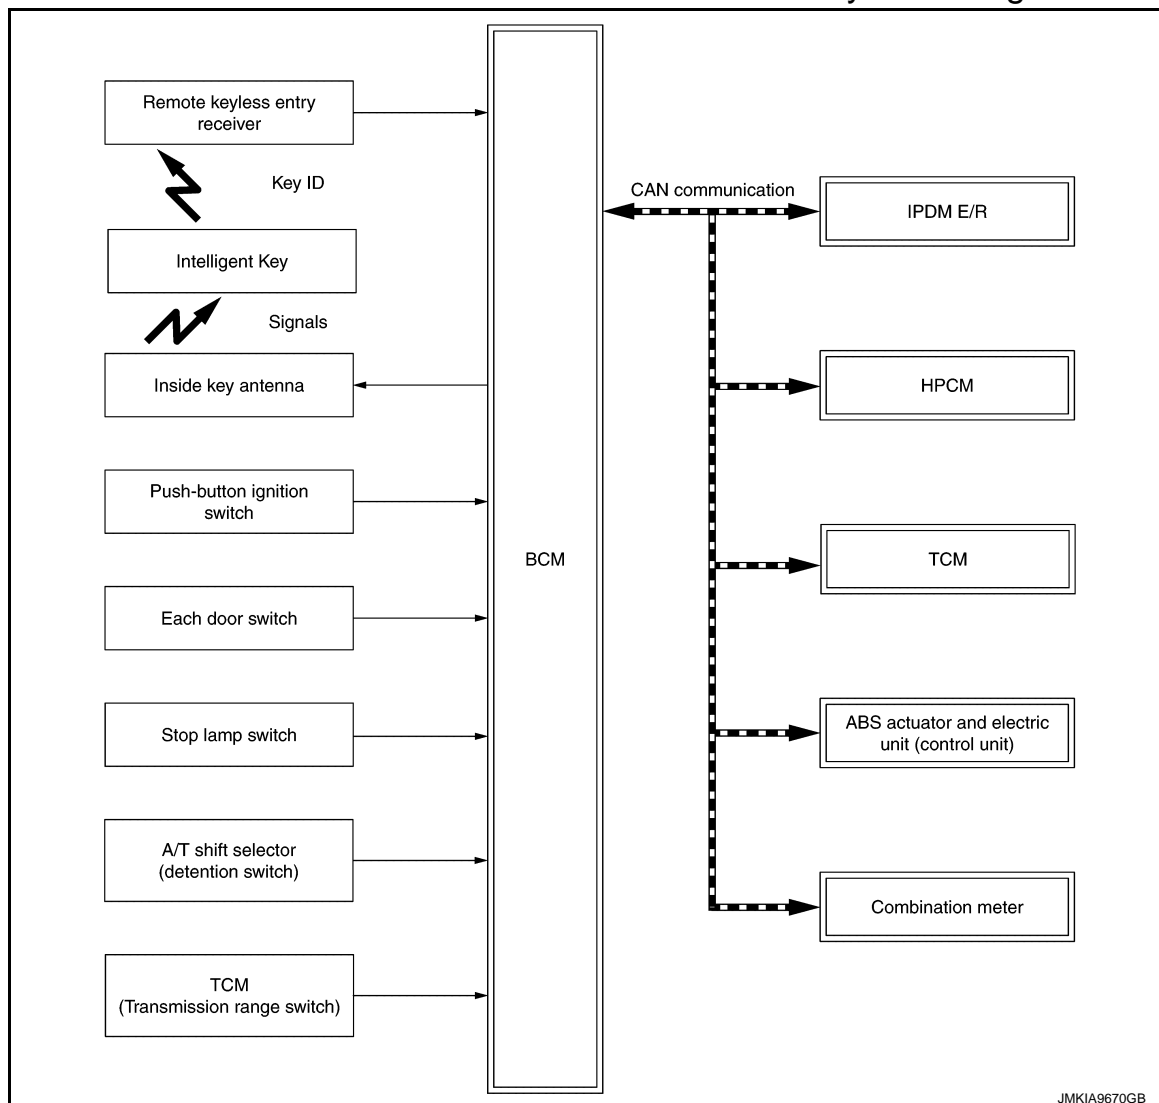 Remote keyless entry
receiver
Key ID
Intelligent Key
Signals
Inside key antenna
Push-button ignition
switch
Each door switch
Stop lamp switch
A/T shift selector
(detention switch)
TCM
(Transmission range switch)
BCM
CAN communication
IPDM E/R
HPCM
TCM
ABS actuator and electric
unit (control unit)
Combination meter
JMKIA9670GB